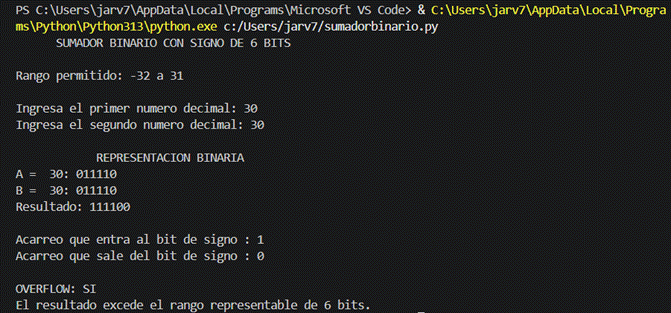 PS C:\Users\jarv7\AppData\Local\Programs\Microsoft VS Code> & C:\Users\jarv7\AppData\Local\Progra
ms\Python\Python313\python.exe c:/Users/jarv7/sumadorbinario.py
SUMADOR BINARIO CON SIGNO DE 6 BITS
Rango permitido: -32 a 31
Ingresa el primer numero decimal: 30
Ingresa el segundo numero decimal: 30
REPRESENTACION BINARIA
A =  30: 011110
B =  30: 011110
Resultado: 111100
Acarreo que entra al bit de signo : 1
Acarreo que sale del bit de signo : 0
OVERFLOW: SI
El resultado excede el rango representable de 6 bits.